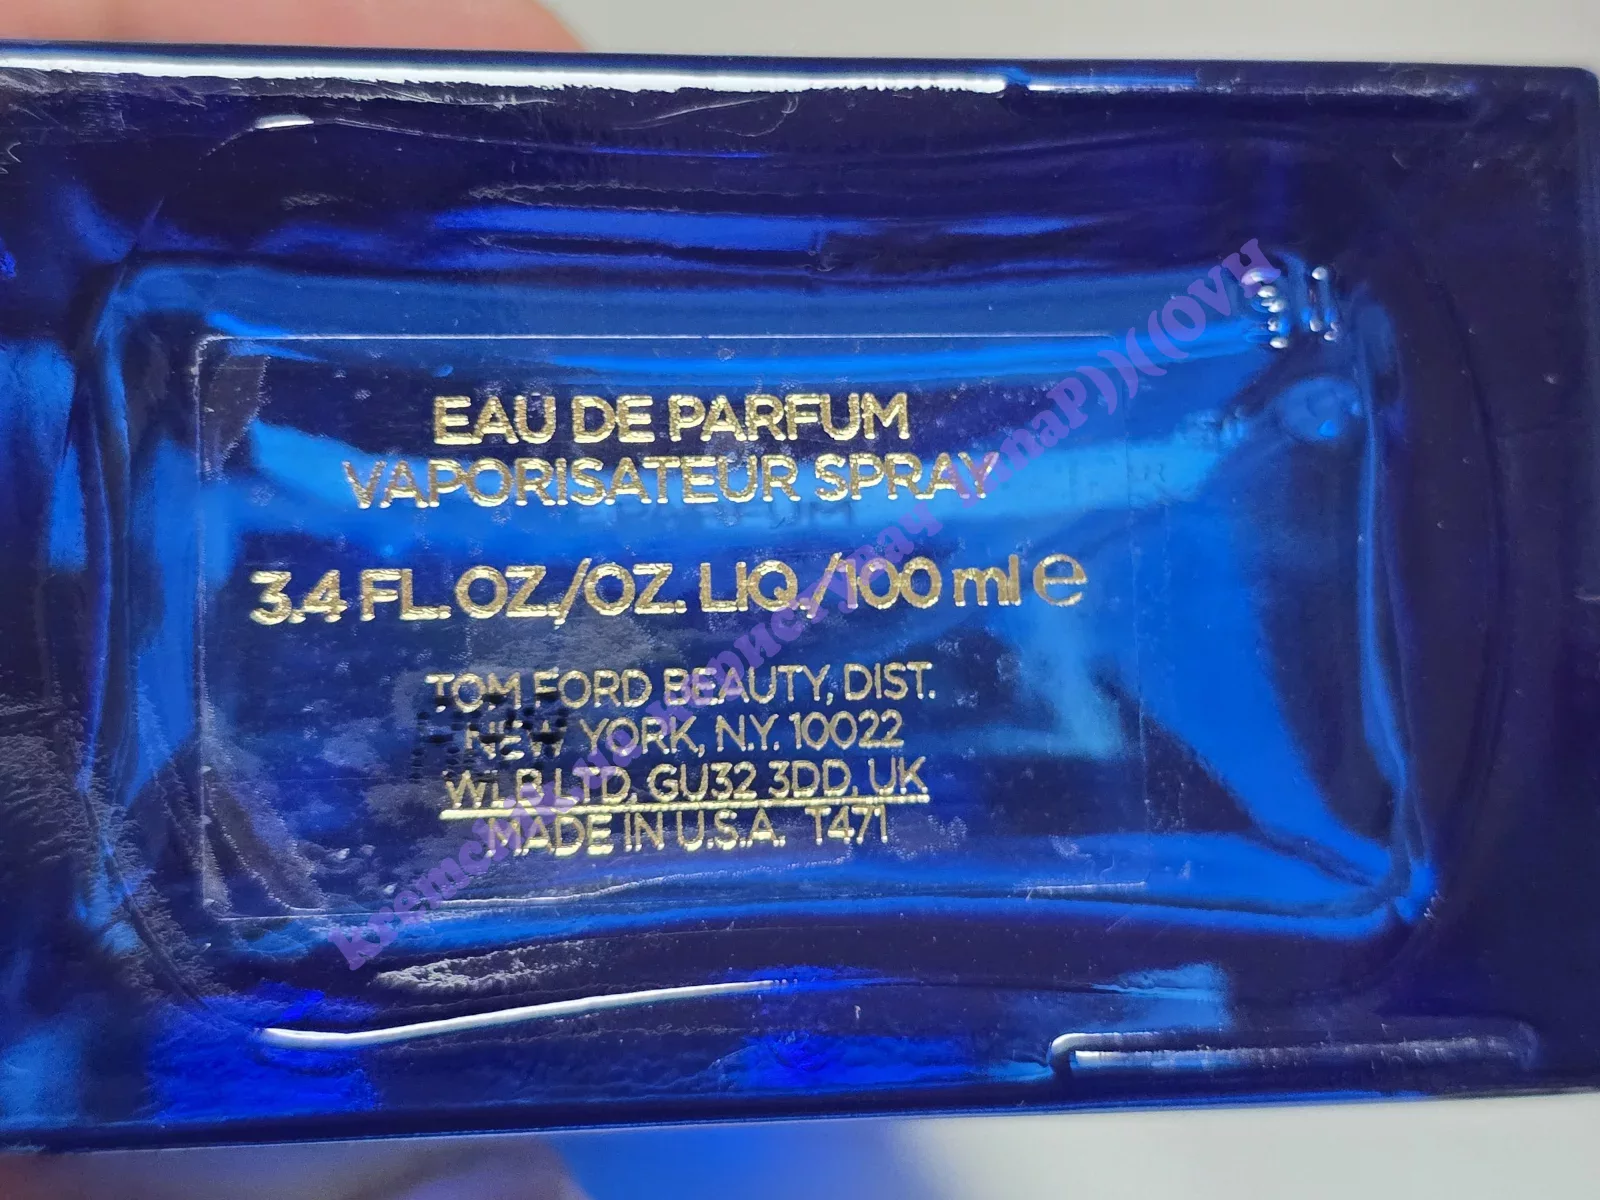 EAU DE PARFUM
VAPORISATEUR SPRAY
3.4 FL. OZ./OZ. LIQ./100 ml e
TOM FORD BEAUTY, DIST.
NEW YORK, N.Y. 10022
WLB LTD, GU32 3DD, UK
MADE IN U.S.A. T471